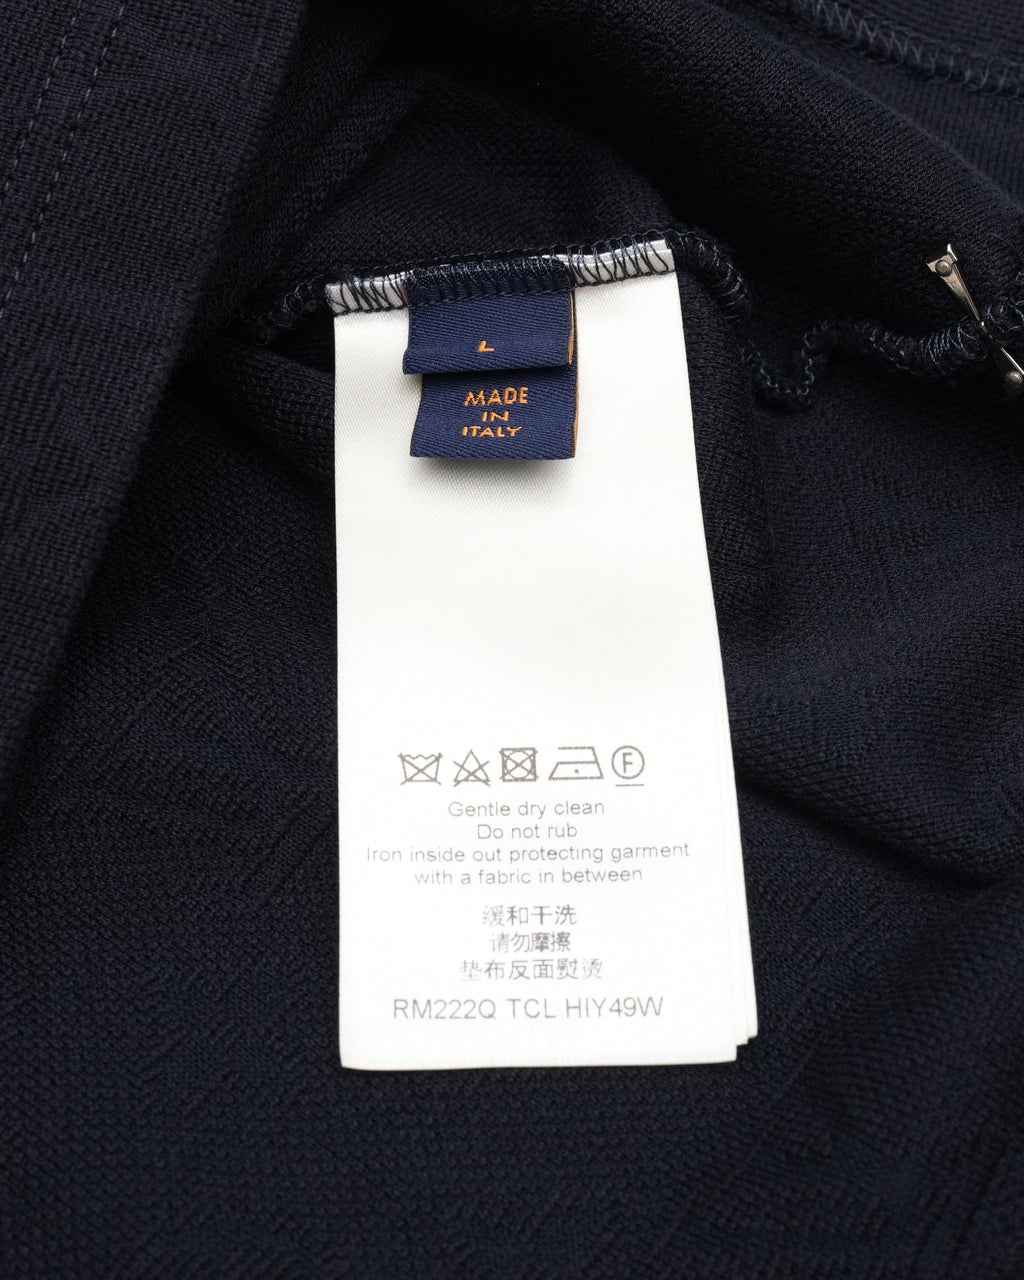 L
MADE
IN
ITALY
F
Gentle dry clean
Do not rub
Iron inside out protecting garment
with a fabric in between
缓和干洗
请勿摩擦
垫布反面熨烫
RM222Q TCL HIY49W